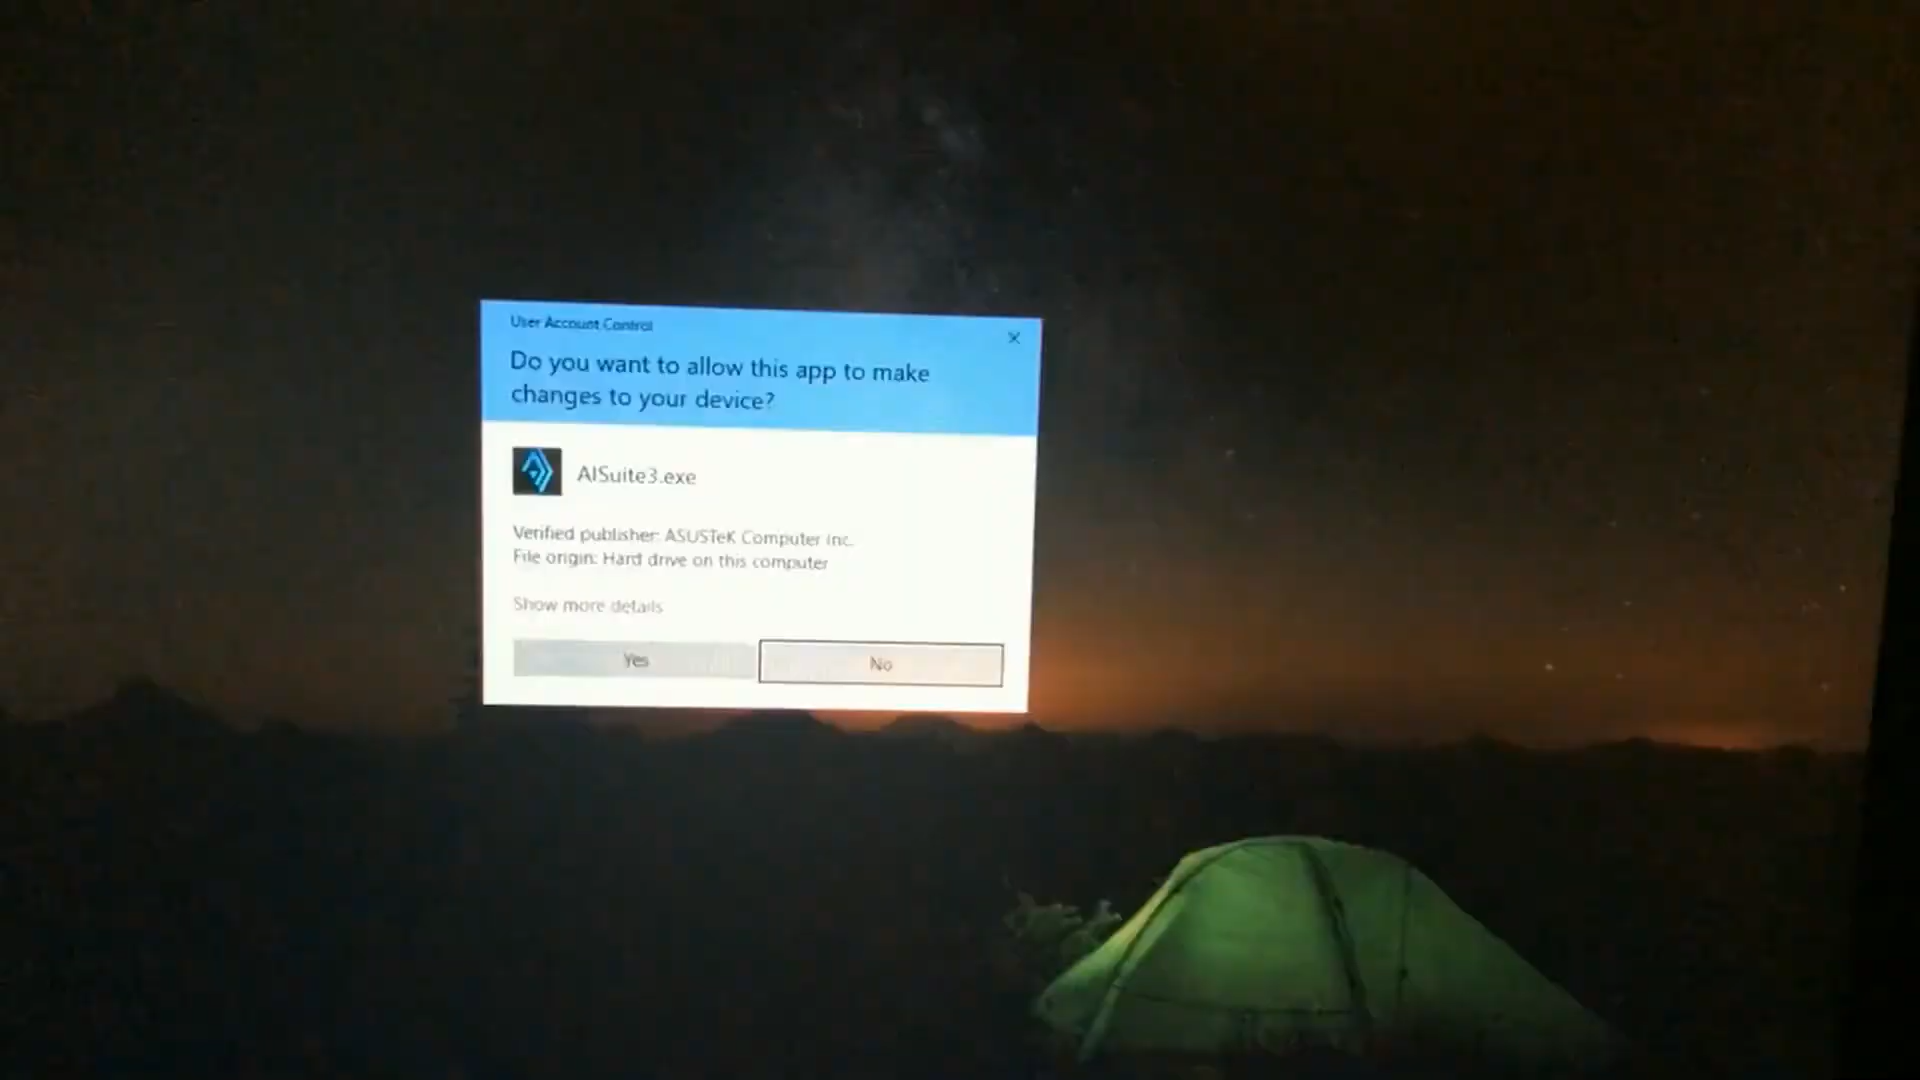 User Account Control
Do you want to allow this app to make
changes to your device?
AISuite3.exe
Verified publisher: ASUSTeK Computer Inc.
File origin: Hard drive on this computer
Show more details
Yes
No